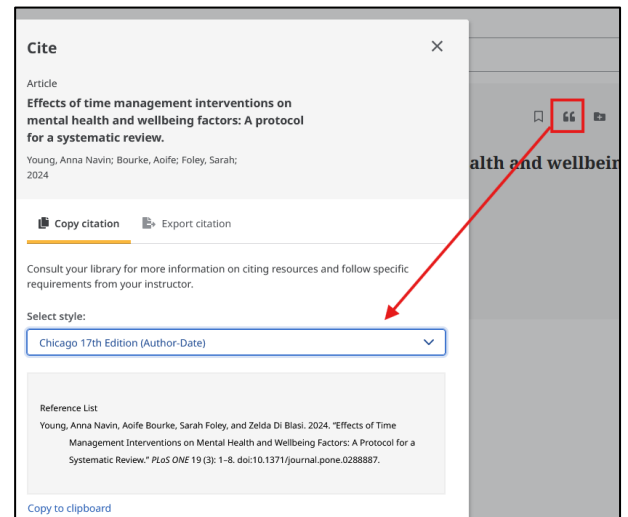 Cite
Article
Effects of time management interventions on
mental health and wellbeing factors: A protocol
for a systematic review.
Young, Anna Navin; Bourke, Aoife; Foley, Sarah;
2024
alth and wellbein
Copy citation
Export citation
Consult your library for more information on citing resources and follow specific
requirements from your instructor.
Select style:
Chicago 17th Edition (Author-Date)
Reference List
Young, Anna Navin, Aoife Bourke, Sarah Foley, and Zelda Di Blasi. 2024. “Effects of Time
Management Interventions on Mental Health and Wellbeing Factors: A Protocol for a
Systematic Review.” PLoS ONE 19 (3): 1–8. doi:10.1371/journal.pone.0288887.
Copy to clipboard